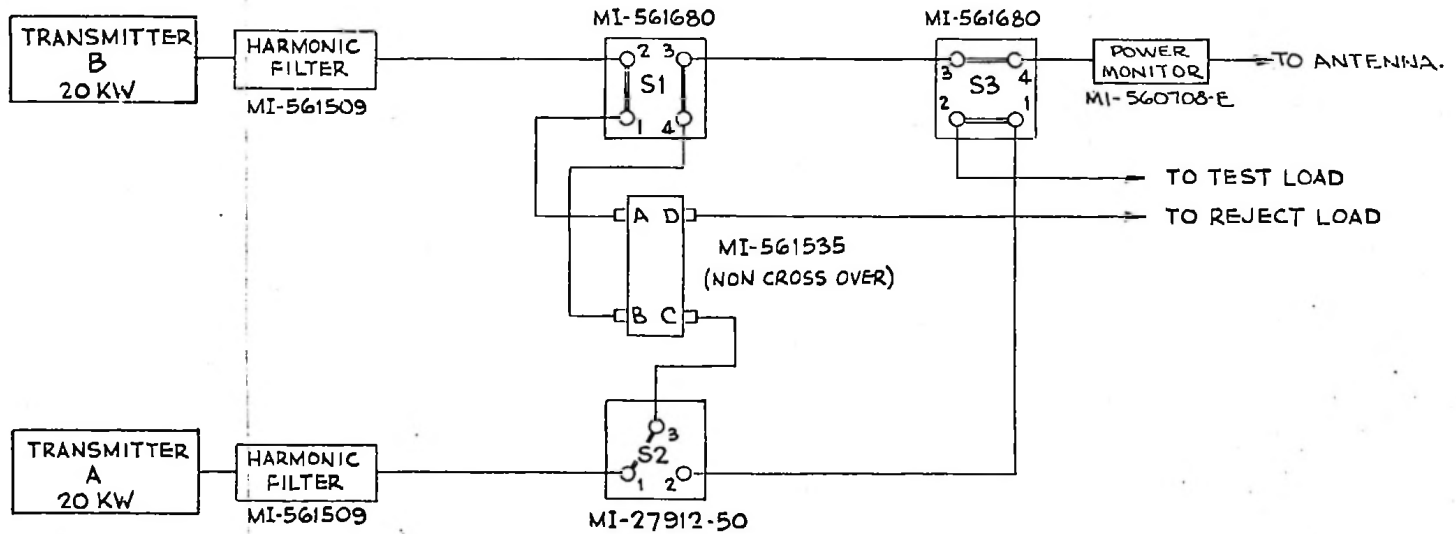 MI-561680
MI-561680
TRANSMITTER
B
20 KW
HARMONIC
FILTER
MI-561509
2 3
S1
1 4
3 4
S3
2 1
POWER
MONITOR
MI-560708-E
TO ANTENNA.
TO TEST LOAD
TO REJECT LOAD
A D
B C
MI-561535
(NON CROSS OVER)
TRANSMITTER
A
20 KW
HARMONIC
FILTER
MI-561509
3
S2
1 2
MI-27912-50